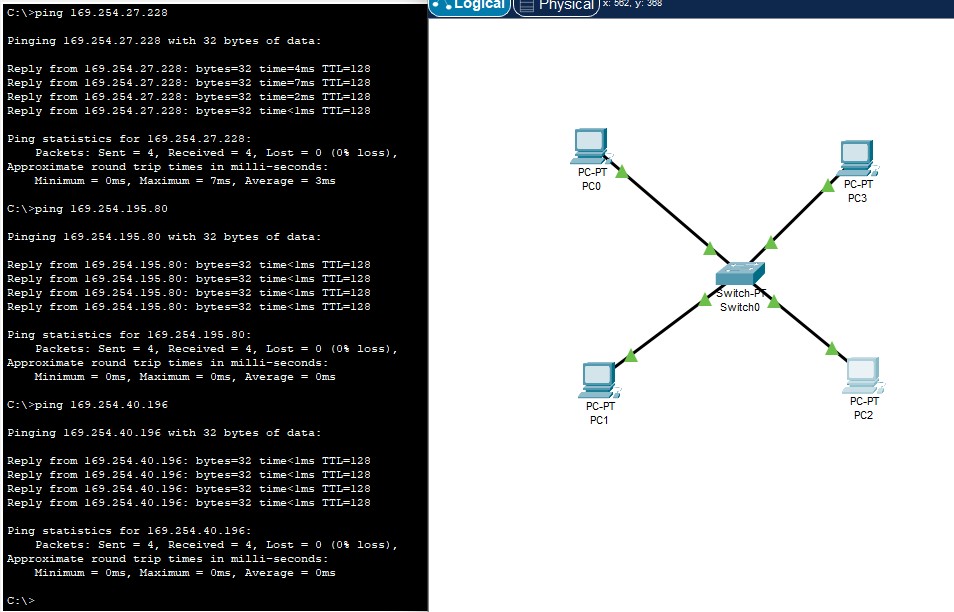 C:\>ping 169.254.27.228
Pinging 169.254.27.228 with 32 bytes of data:
Reply from 169.254.27.228: bytes=32 time=4ms TTL=128
Reply from 169.254.27.228: bytes=32 time=7ms TTL=128
Reply from 169.254.27.228: bytes=32 time=2ms TTL=128
Reply from 169.254.27.228: bytes=32 time<1ms TTL=128
Ping statistics for 169.254.27.228:
Packets: Sent = 4, Received = 4, Lost = 0 (0% loss),
Approximate round trip times in milli-seconds:
Minimum = 0ms, Maximum = 7ms, Average = 3ms
C:\>ping 169.254.195.80
Pinging 169.254.195.80 with 32 bytes of data:
Reply from 169.254.195.80: bytes=32 time<1ms TTL=128
Reply from 169.254.195.80: bytes=32 time<1ms TTL=128
Reply from 169.254.195.80: bytes=32 time<1ms TTL=128
Reply from 169.254.195.80: bytes=32 time<1ms TTL=128
Ping statistics for 169.254.195.80:
Packets: Sent = 4, Received = 4, Lost = 0 (0% loss),
Approximate round trip times in milli-seconds:
Minimum = 0ms, Maximum = 0ms, Average = 0ms
C:\>ping 169.254.40.196
Pinging 169.254.40.196 with 32 bytes of data:
Reply from 169.254.40.196: bytes=32 time<1ms TTL=128
Reply from 169.254.40.196: bytes=32 time<1ms TTL=128
Reply from 169.254.40.196: bytes=32 time<1ms TTL=128
Reply from 169.254.40.196: bytes=32 time<1ms TTL=128
Ping statistics for 169.254.40.196:
Packets: Sent = 4, Received = 4, Lost = 0 (0% loss),
Approximate round trip times in milli-seconds:
Minimum = 0ms, Maximum = 0ms, Average = 0ms
C:\>
Logical Physical x: 562, y: 368
PC-PT
PC0
PC-PT
PC3
Switch-PT
Switch0
PC-PT
PC1
PC-PT
PC2